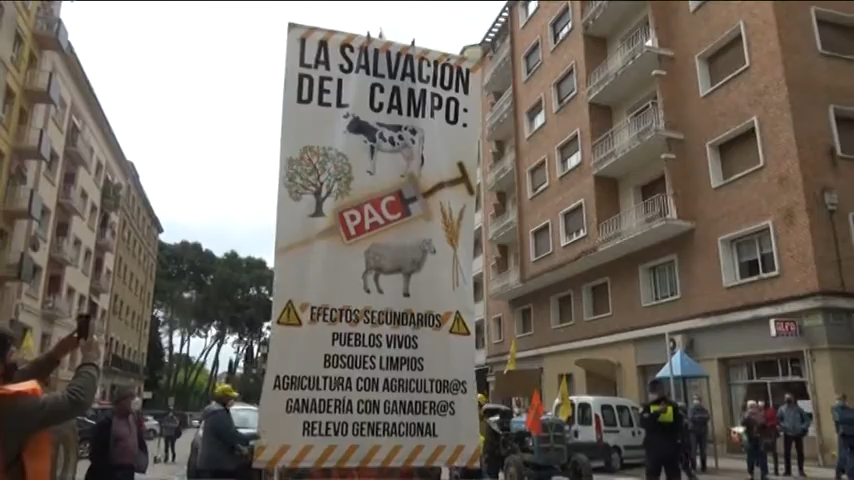 LA SALVACIÓN
DEL CAMPO:
PAC
EFECTOS SECUNDARIOS
PUEBLOS VIVOS
BOSQUES LIMPIOS
AGRICULTURA CON AGRICULTOR@S
GANADERÍA CON GANADER@S
RELEVO GENERACIONAL